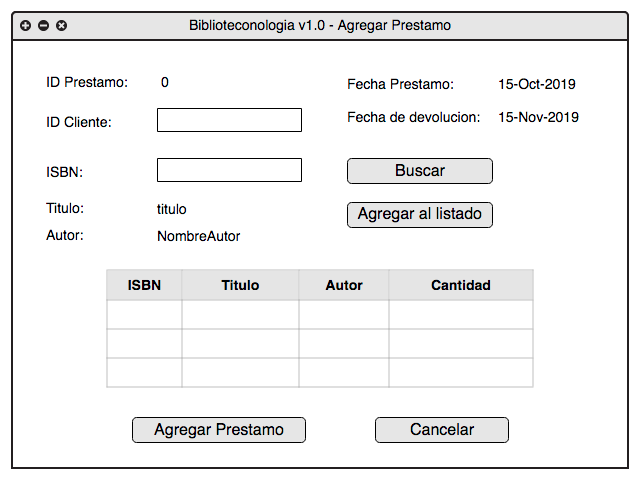 Biblioteconologia v1.0 - Agregar Prestamo
ID Prestamo: 0 Fecha Prestamo: 15-Oct-2019
ID Cliente: Fecha de devolucion: 15-Nov-2019
ISBN: Buscar
Titulo: titulo Agregar al listado
Autor: NombreAutor
ISBN Titulo Autor Cantidad
Agregar Prestamo Cancelar